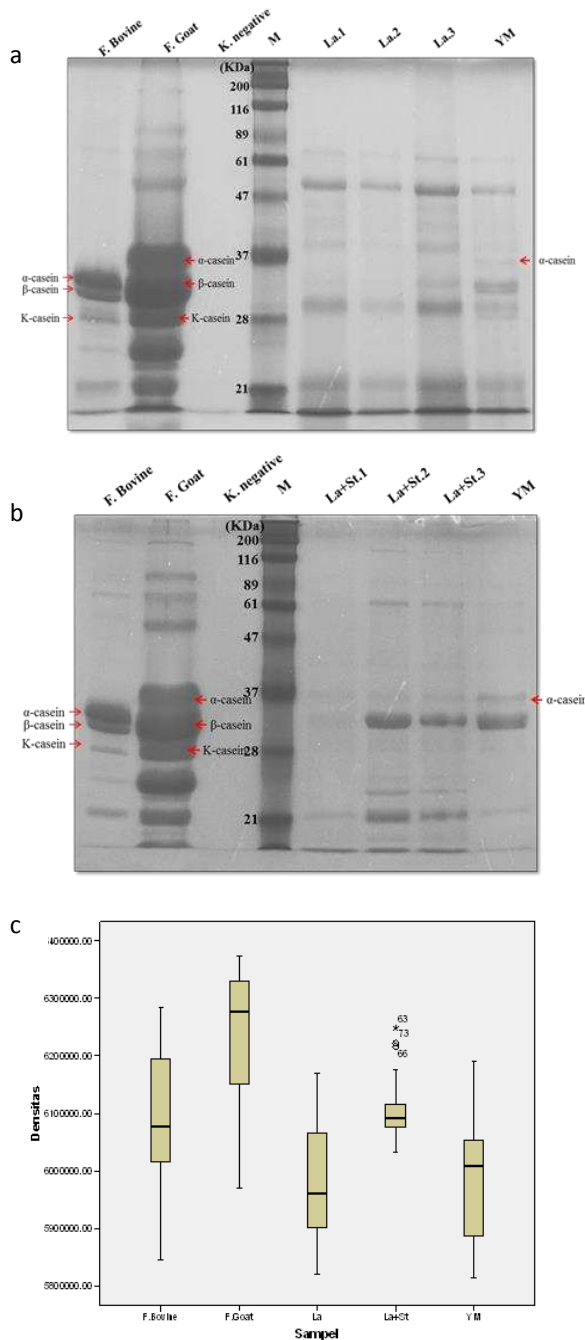 a
F. Bovine F. Goat K. negative M La.1 La.2 La.3 YM
(KDa)
200
116
89
61
47
37
α-casein α-casein
α-casein
β-casein
β-casein
K-casein K-casein
28
21
b
F. Bovine F. Goat K. negative M La+St.1 La+St.2 La+St.3 YM
(KDa)
200
116
89
61
47
37
α-casein α-casein
α-casein
β-casein β-casein
K-casein
K-casein
28
21
c
6400000.00
6300000.00
6200000.00
6100000.00
6000000.00
5900000.00
5800000.00
Densitas
63
73
66
F.Bovine F.Goat La La+St YM
Sampel